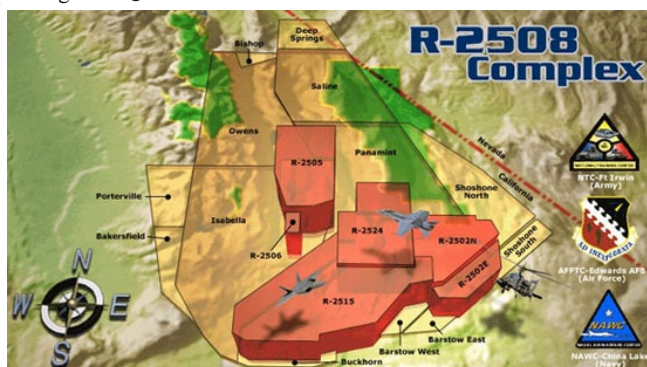 R-2508
Complex
Deep
Springs
Bishop
Saline
Owens
R-2505
Panamint
Nevada
California
Shoshone
North
Shoshone
South
Porterville
Isabella
Bakersfield
R-2506
R-2524
R-2502N
R-2502E
R-2515
Barstow East
Barstow West
Buckhorn
N
W
E
S
NTC-Ft Irwin
(Army)
AD INEXPLORATA
AFFTC-Edwards AFB
(Air Force)
NAWC
NAWC-China Lake
(Navy)